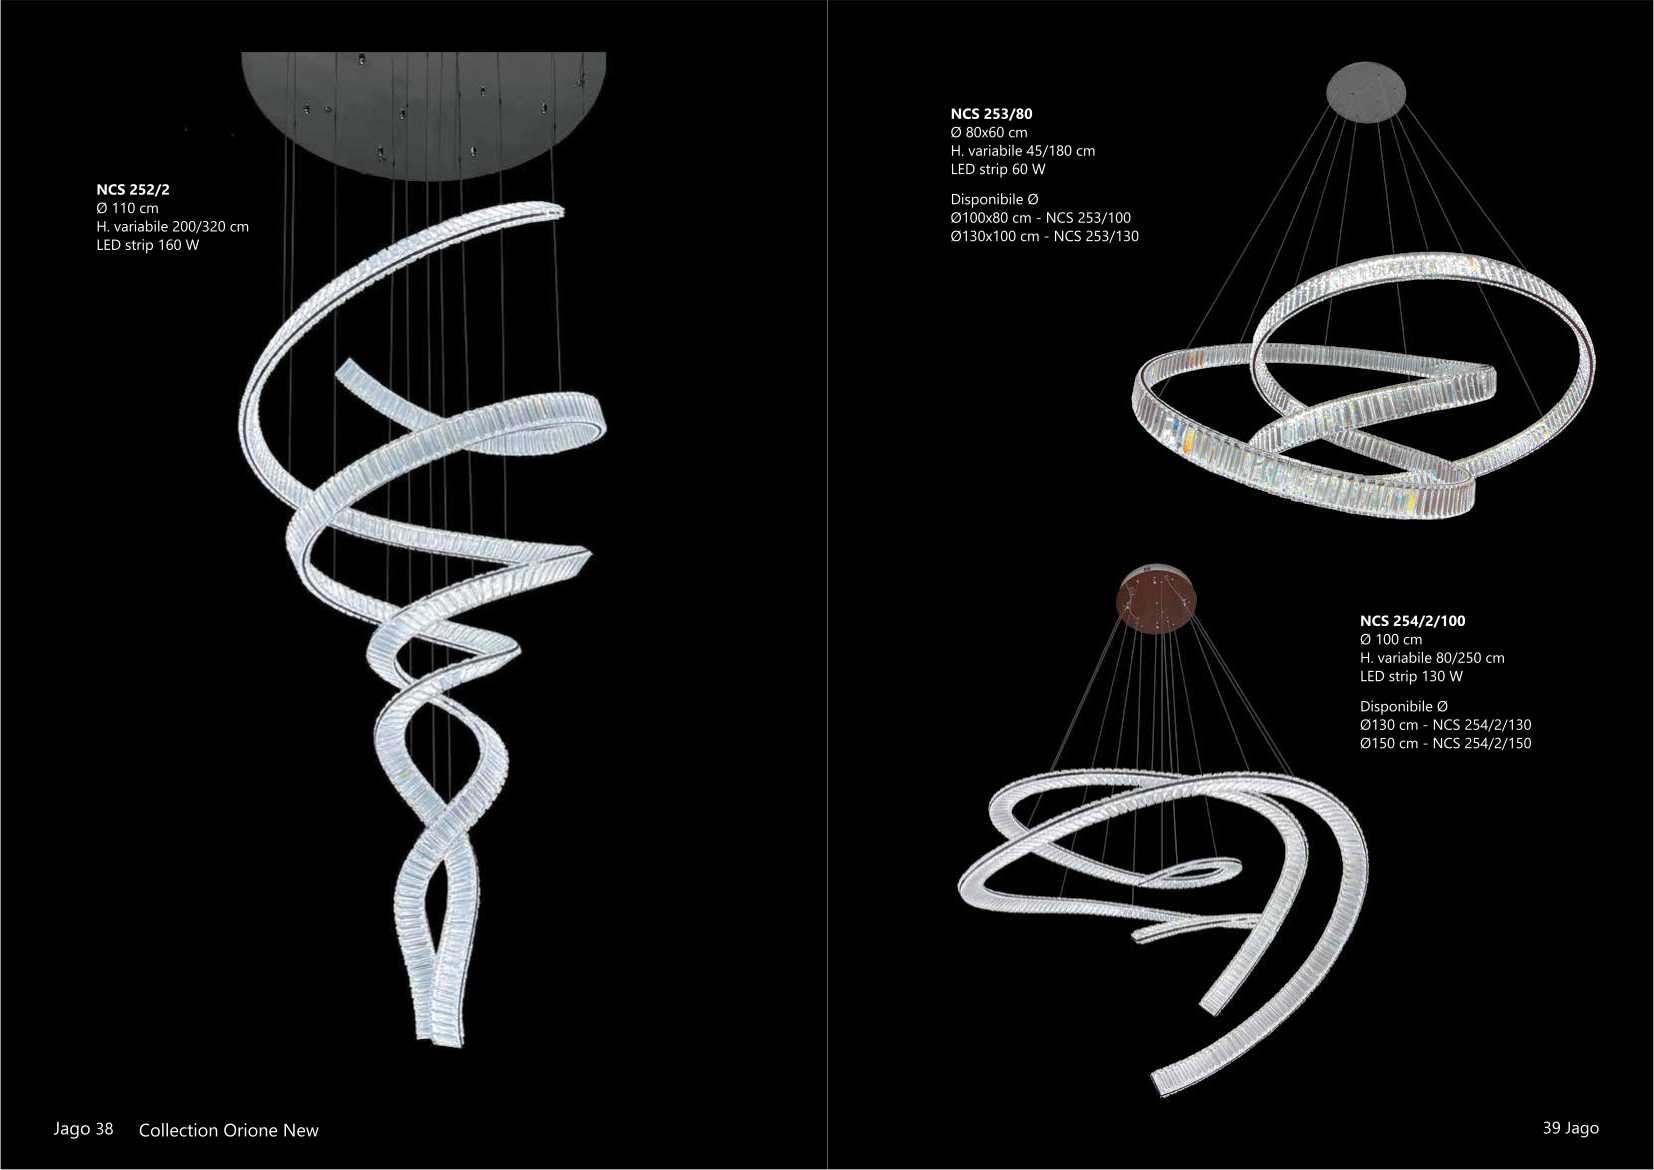 NCS 252/2
Ø 110 cm
H. variabile 200/320 cm
LED strip 160 W
Jago 38
Collection Orione New
NCS 253/80
Ø 80x60 cm
H. variabile 45/180 cm
LED strip 60 W
Disponibile Ø
Ø100x80 cm - NCS 253/100
Ø130x100 cm - NCS 253/130
NCS 254/2/100
Ø 100 cm
H. variabile 80/250 cm
LED strip 130 W
Disponibile Ø
Ø130 cm - NCS 254/2/130
Ø150 cm - NCS 254/2/150
39 Jago